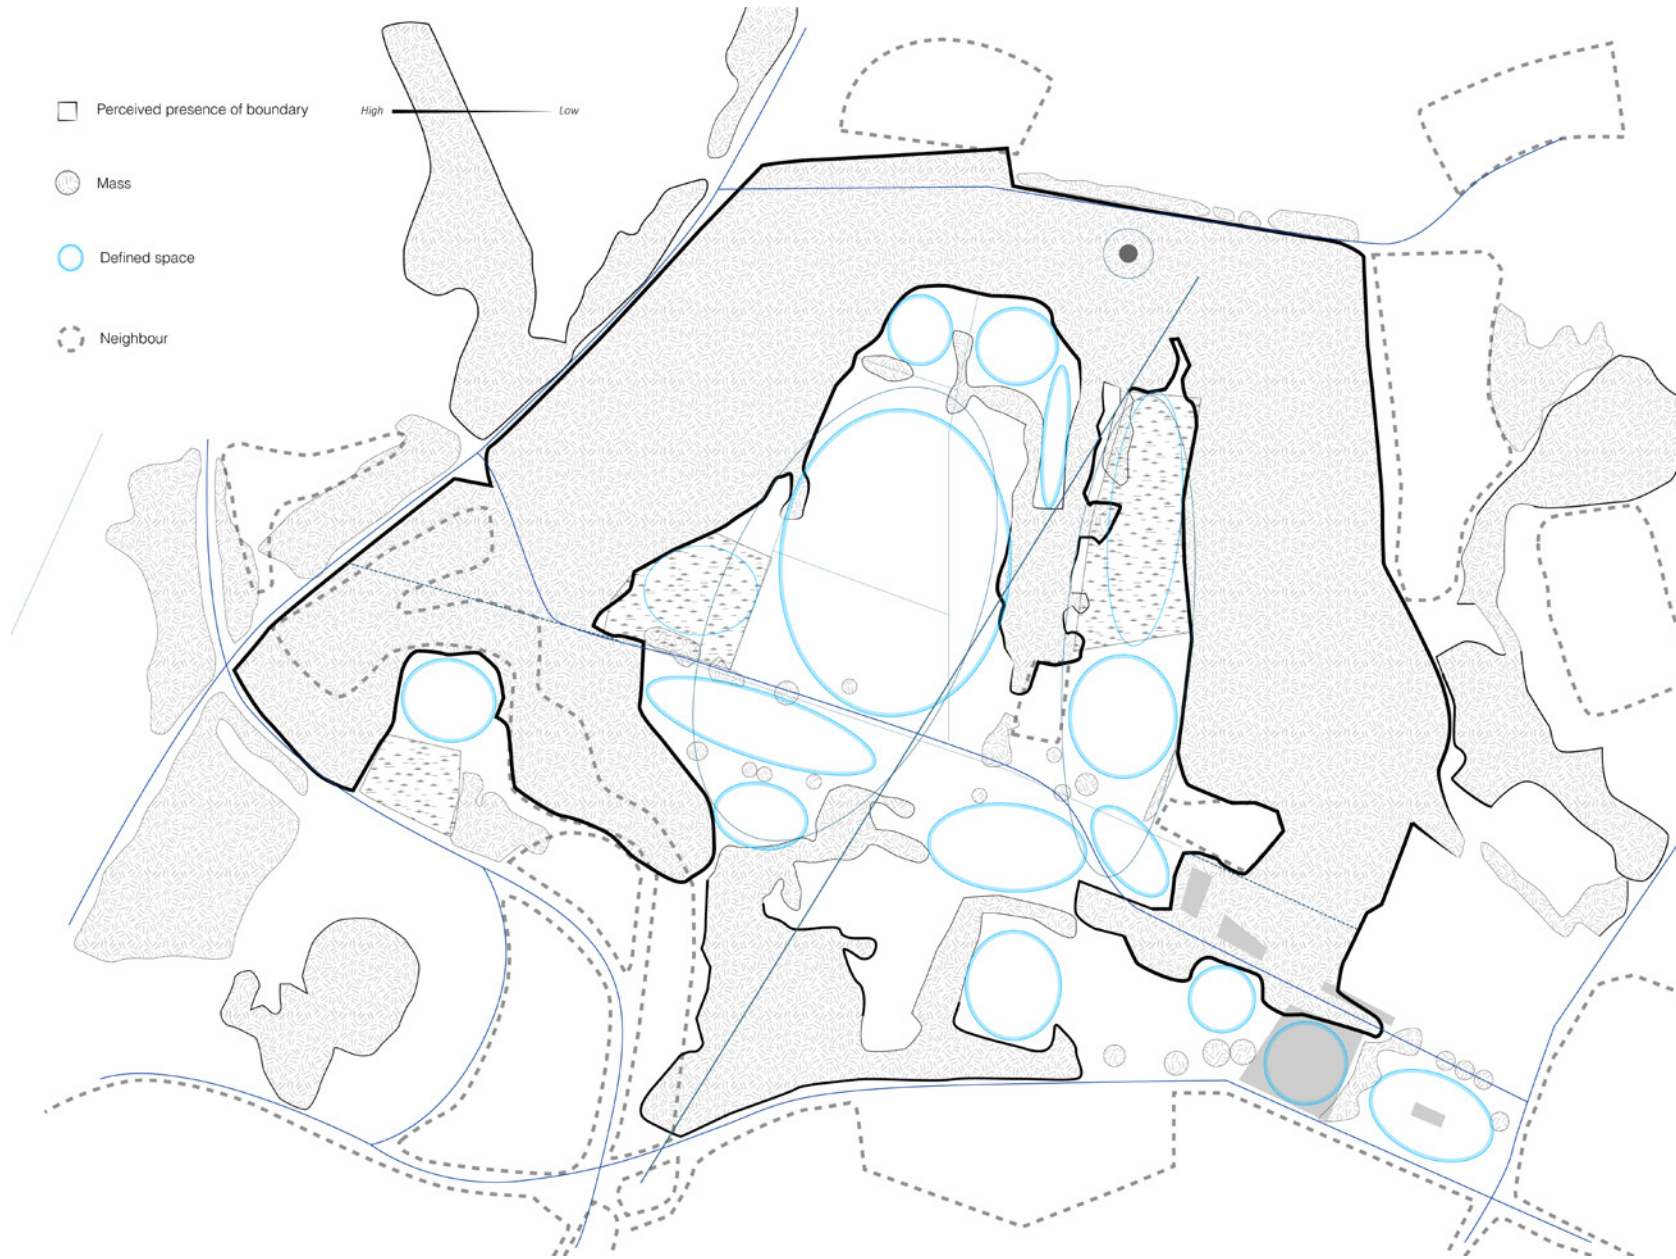 Perceived presence of boundary
High Low
Mass
Defined space
Neighbour